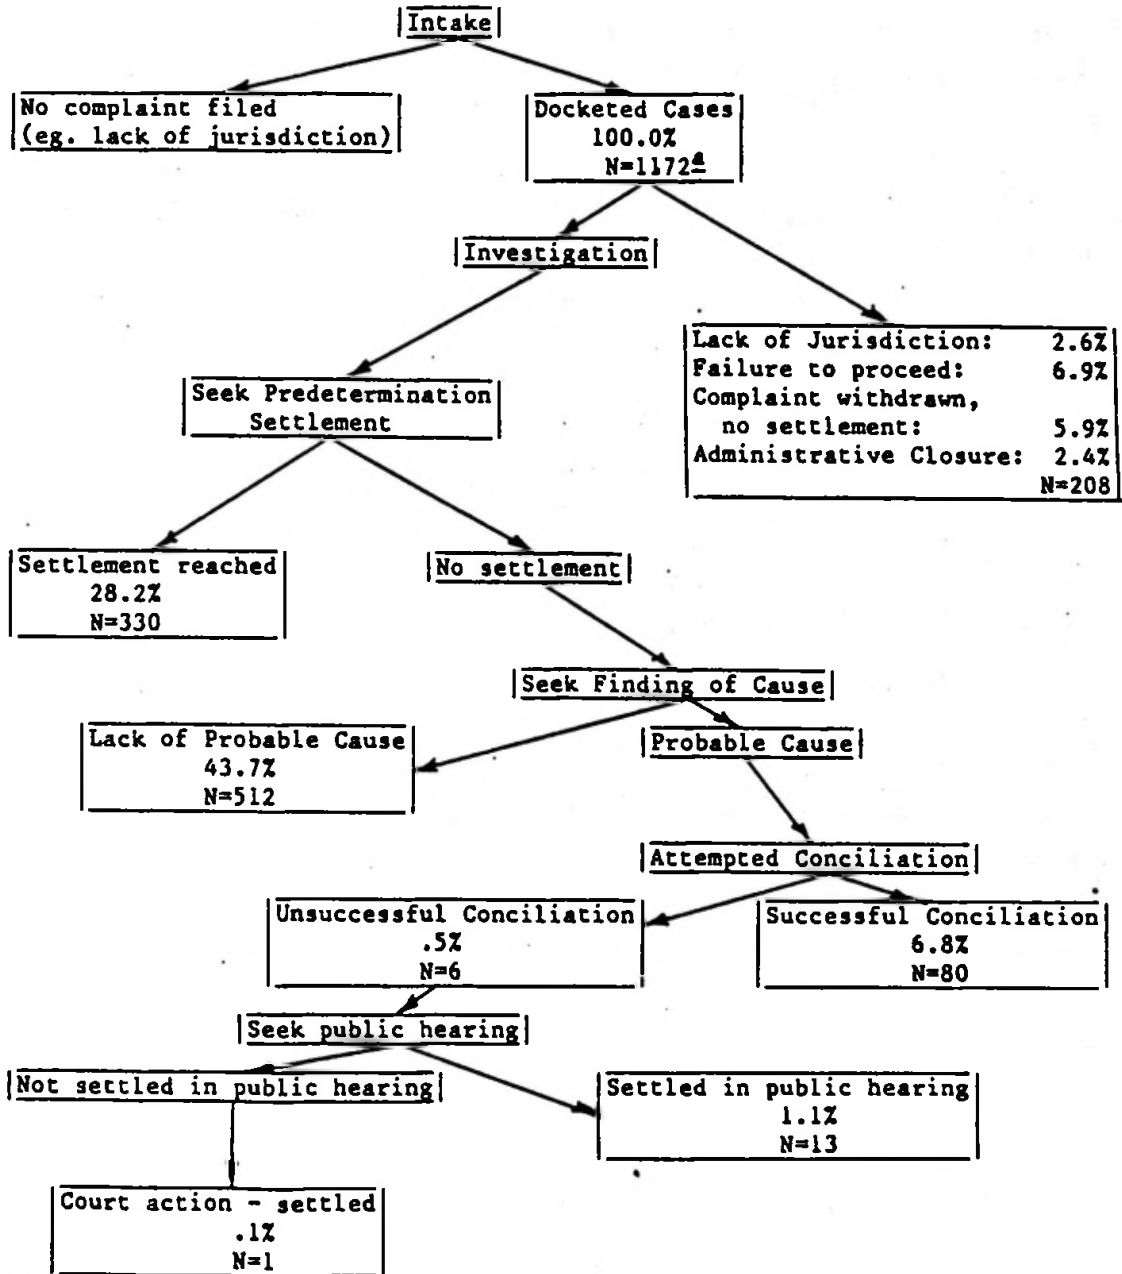 Intake
No complaint filed
(eg. lack of jurisdiction)
Docketed Cases
100.0%
N=1172a
Investigation
Lack of Jurisdiction: 2.6%
Failure to proceed: 6.9%
Complaint withdrawn,
no settlement: 5.9%
Administrative Closure: 2.4%
N=208
Seek Predetermination
Settlement
Settlement reached
28.2%
N=330
No settlement
Seek Finding of Cause
Lack of Probable Cause
43.7%
N=512
Probable Cause
Attempted Conciliation
Unsuccessful Conciliation
.5%
N=6
Successful Conciliation
6.8%
N=80
Seek public hearing
Not settled in public hearing
Settled in public hearing
1.1%
N=13
Court action - settled
.1%
N=1